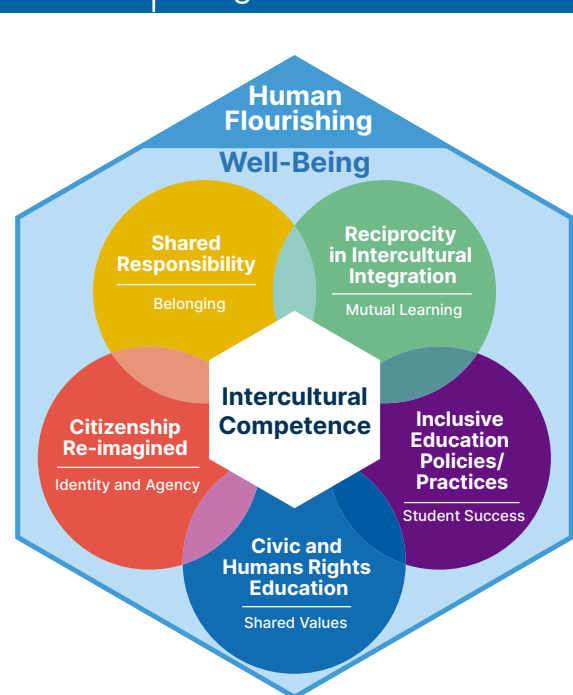 Human
Flourishing
Well-Being
Shared
Responsibility
Belonging
Reciprocity
in Intercultural
Integration
Mutual Learning
Intercultural
Competence
Citizenship
Re-imagined
Identity and Agency
Inclusive
Education
Policies/
Practices
Student Success
Civic and
Humans Rights
Education
Shared Values